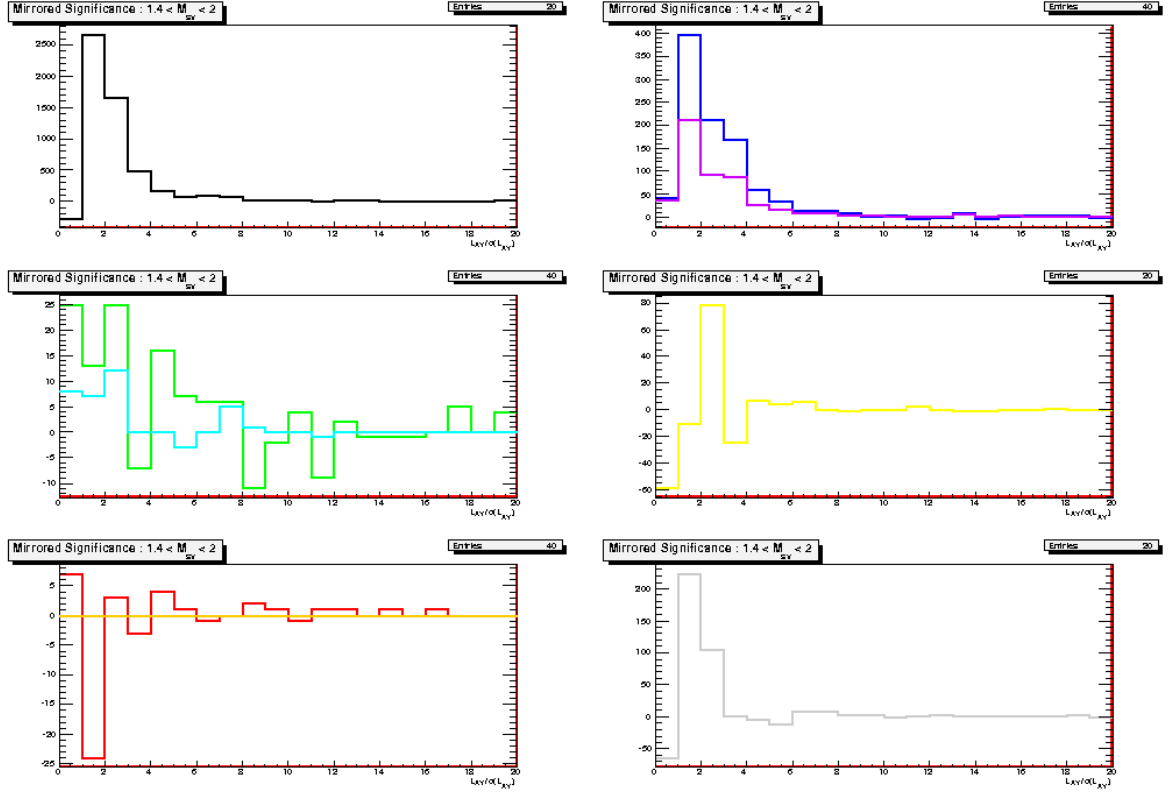 Mirrored Significance : 1.4 < M_SV < 2
Entries 20
2500
2000
1500
1000
500
0
0 2 4 6 8 10 12 14 16 18 20
L_XY/σ(L_XY)
Mirrored Significance : 1.4 < M_SV < 2
Entries 40
400
350
300
250
200
150
100
50
0
0 2 4 6 8 10 12 14 16 18 20
L_XY/σ(L_XY)
Mirrored Significance : 1.4 < M_SV < 2
Entries 40
25
20
15
10
5
0
-5
-10
0 2 4 6 8 10 12 14 16 18 20
L_XY/σ(L_XY)
Mirrored Significance : 1.4 < M_SV < 2
Entries 20
80
60
40
20
0
-20
-40
-60
0 2 4 6 8 10 12 14 16 18 20
L_XY/σ(L_XY)
Mirrored Significance : 1.4 < M_SV < 2
Entries 40
5
0
-5
-10
-15
-20
-25
0 2 4 6 8 10 12 14 16 18 20
L_XY/σ(L_XY)
Mirrored Significance : 1.4 < M_SV < 2
Entries 20
200
150
100
50
0
-50
0 2 4 6 8 10 12 14 16 18 20
L_XY/σ(L_XY)